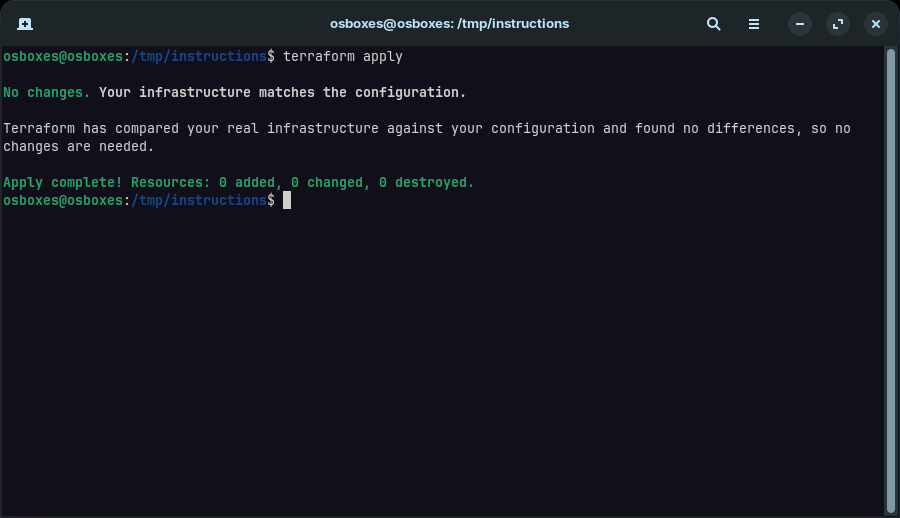 osboxes@osboxes: /tmp/instructions
osboxes@osboxes:/tmp/instructions$ terraform apply
No changes. Your infrastructure matches the configuration.
Terraform has compared your real infrastructure against your configuration and found no differences, so no
changes are needed.
Apply complete! Resources: 0 added, 0 changed, 0 destroyed.
osboxes@osboxes:/tmp/instructions$